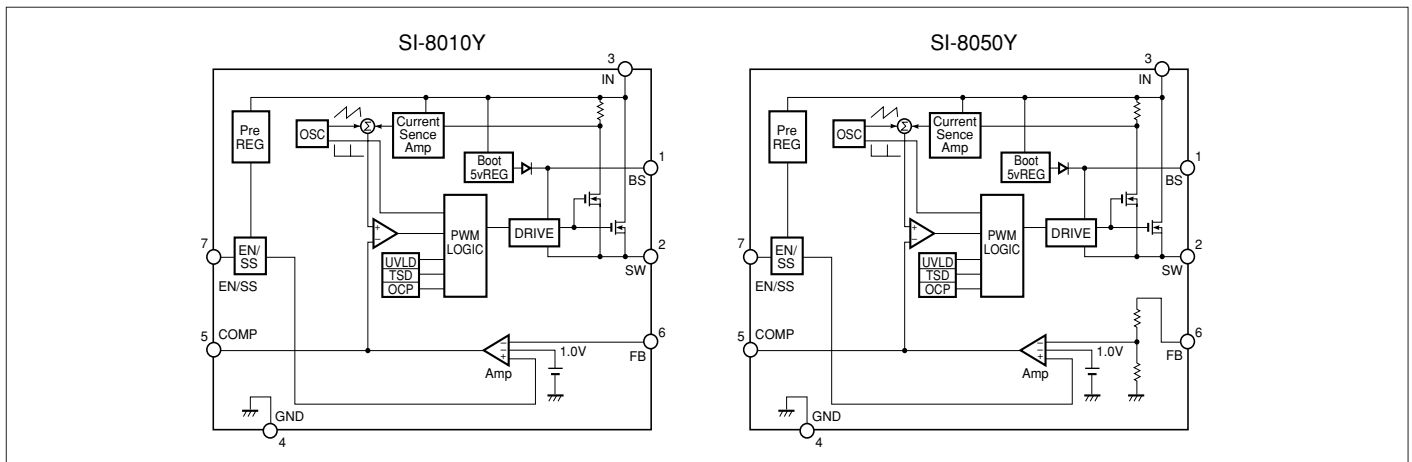 SI-8010Y
3
IN
Pre
REG
OSC
Σ
Current
Sence
Amp
Boot
5vREG
1
BS
+
−
PWM
LOGIC
DRIVE
7
EN/
SS
EN/SS
UVLD
TSD
OCP
2
SW
5
COMP
−
−
+
Amp
1.0V
6
FB
GND
4
SI-8050Y
3
IN
Pre
REG
OSC
Σ
Current
Sence
Amp
Boot
5vREG
1
BS
+
−
PWM
LOGIC
DRIVE
7
EN/
SS
EN/SS
UVLD
TSD
OCP
2
SW
5
COMP
−
−
+
Amp
1.0V
6
FB
GND
4